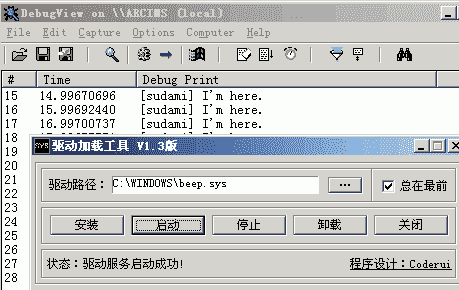 DebugView on \\ARCIMS (local)
File Edit Capture Options Computer Help
# Time Debug Print
15 14.99670696 [sudami] I'm here.
16 15.99692440 [sudami] I'm here.
17 16.99700737 [sudami] I'm here.
18
19
20
21
22
23
24
25
26
27
28
SYS 驱动加载工具 V1.3版
驱动路径： C:\WINDOWS\beep.sys ... 总在最前
安装 启动 停止 卸载 关闭
状态：驱动服务启动成功! 程序设计：Coderui